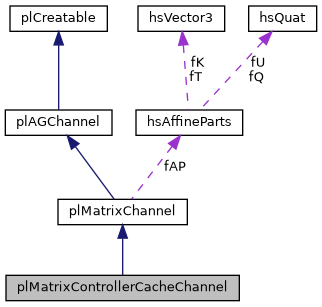 plCreatable
hsVector3
hsQuat
fK
fT
fU
fQ
plAGChannel
hsAffineParts
fAP
plMatrixChannel
plMatrixControllerCacheChannel